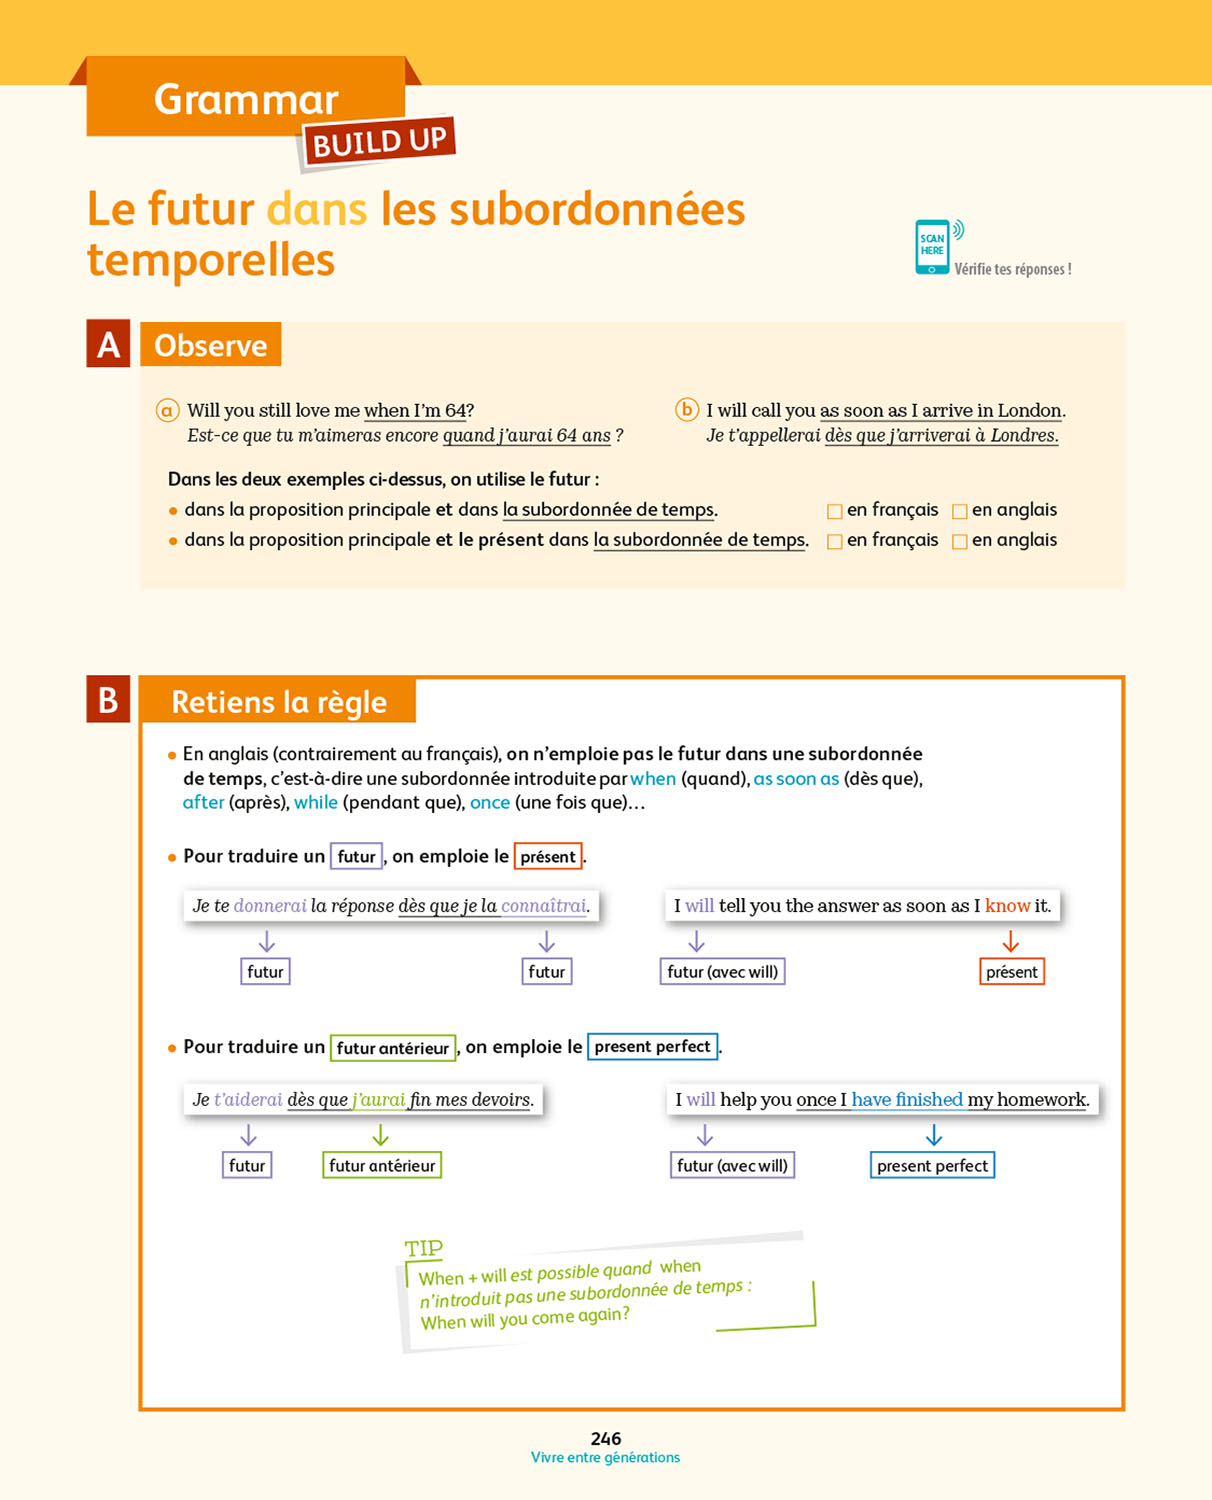 Grammar
BUILD UP
Le futur dans les subordonnées
temporelles
SCAN
HERE
Vérifie tes réponses !
A
Observe
a Will you still love me when I'm 64?
Est-ce que tu m'aimeras encore quand j'aurai 64 ans ?
b I will call you as soon as I arrive in London.
Je t'appellerai dès que j'arriverai à Londres.
Dans les deux exemples ci-dessus, on utilise le futur :
• dans la proposition principale et dans la subordonnée de temps. □ en français □ en anglais
• dans la proposition principale et le présent dans la subordonnée de temps. □ en français □ en anglais
B
Retiens la règle
• En anglais (contrairement au français), on n'emploie pas le futur dans une subordonnée
de temps, c'est-à-dire une subordonnée introduite par when (quand), as soon as (dès que),
after (après), while (pendant que), once (une fois que)...
• Pour traduire un futur, on emploie le présent.
Je te donnerai la réponse dès que je la connaîtrai.
I will tell you the answer as soon as I know it.
futur
futur
futur (avec will)
présent
• Pour traduire un futur antérieur, on emploie le present perfect.
Je t'aiderai dès que j'aurai fin mes devoirs.
I will help you once I have finished my homework.
futur
futur antérieur
futur (avec will)
present perfect
TIP
When + will est possible quand when
n'introduit pas une subordonnée de temps :
When will you come again?
246
Vivre entre générations